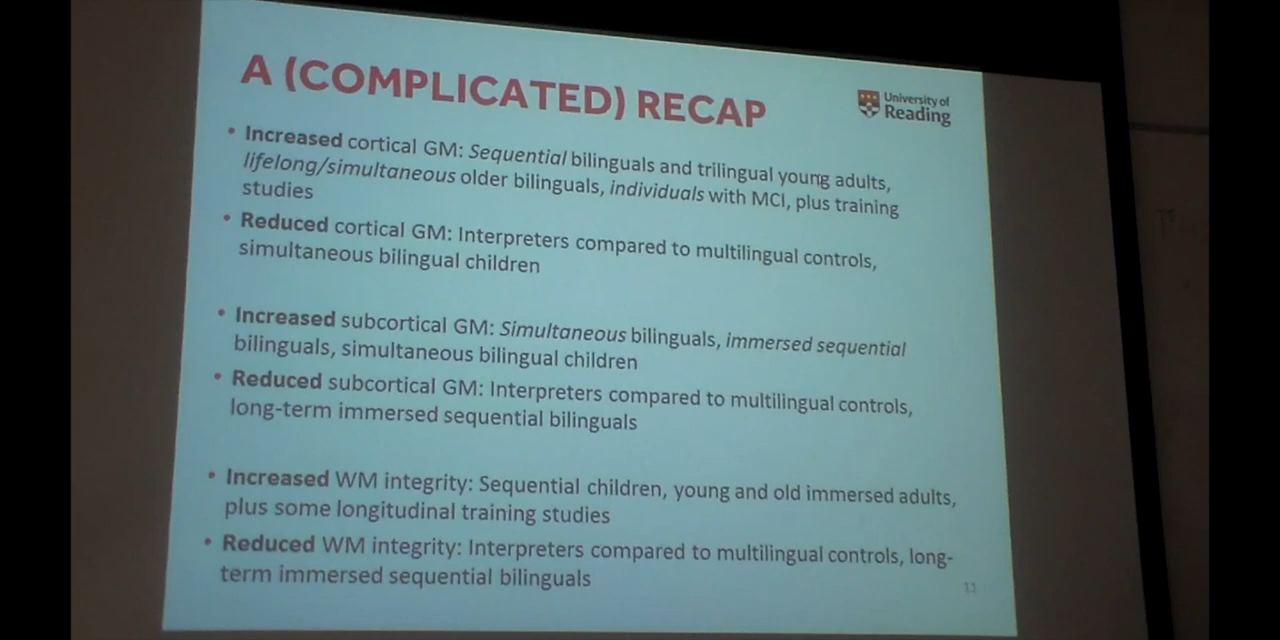 A (COMPLICATED) RECAP
University of
Reading
• Increased cortical GM: Sequential bilinguals and trilingual young adults,
lifelong/simultaneous older bilinguals, individuals with MCI, plus training
studies
• Reduced cortical GM: Interpreters compared to multilingual controls,
simultaneous bilingual children
• Increased subcortical GM: Simultaneous bilinguals, immersed sequential
bilinguals, simultaneous bilingual children
• Reduced subcortical GM: Interpreters compared to multilingual controls,
long-term immersed sequential bilinguals
• Increased WM integrity: Sequential children, young and old immersed adults,
plus some longitudinal training studies
• Reduced WM integrity: Interpreters compared to multilingual controls, long-
term immersed sequential bilinguals
11